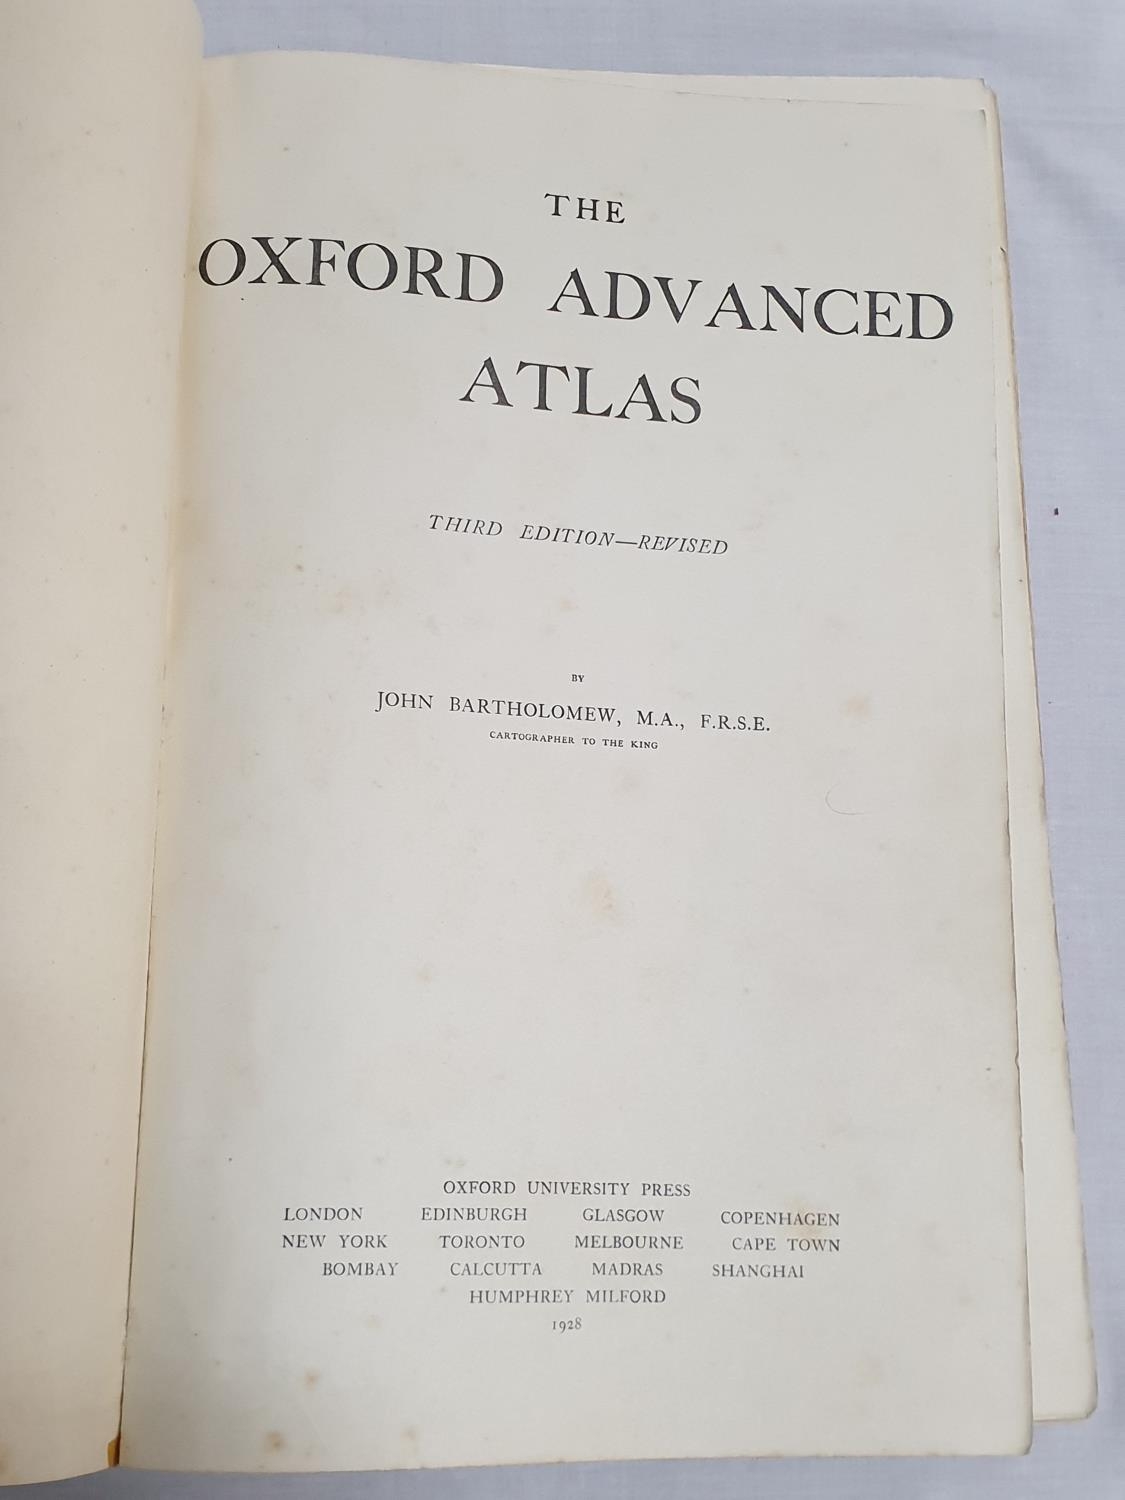 THE
OXFORD ADVANCED
ATLAS
THIRD EDITION—REVISED
BY
JOHN BARTHOLOMEW, M.A., F.R.S.E.
CARTOGRAPHER TO THE KING
OXFORD UNIVERSITY PRESS
LONDON EDINBURGH GLASGOW COPENHAGEN
NEW YORK TORONTO MELBOURNE CAPE TOWN
BOMBAY CALCUTTA MADRAS SHANGHAI
HUMPHREY MILFORD
1928